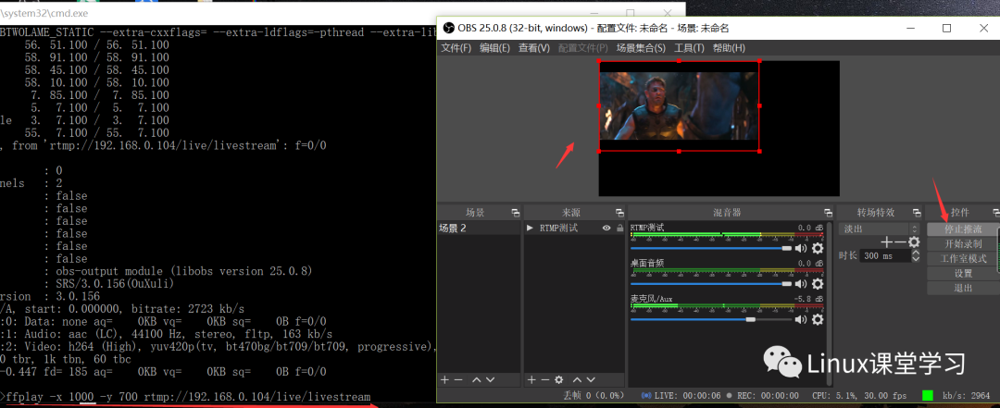 \system32\cmd.exe
BTWOLAME_STATIC --extra-cxxflags= --extra-ldflags=-pthread --extra-lib
56. 51.100 / 56. 51.100
58. 91.100 / 58. 91.100
58. 45.100 / 58. 45.100
58. 10.100 / 58. 10.100
7. 85.100 / 7. 85.100
5. 7.100 / 5. 7.100
le 3. 7.100 / 3. 7.100
55. 7.100 / 55. 7.100
, from 'rtmp://192.168.0.104/live/livestream': f=0/0
: 0
nels : 2
: false
: false
: false
: false
: false
: false
: obs-output module (libobs version 25.0.8)
: SRS/3.0.156(OuXuli)
rsion : 3.0.156
/A, start: 0.000000, bitrate: 2723 kb/s
:0: Data: none aq= 0KB vq= 0KB sq= 0B f=0/0
:1: Audio: aac (LC), 44100 Hz, stereo, fltp, 163 kb/s
:2: Video: h264 (High), yuv420p(tv, bt470bg/bt709/bt709, progressive),
0 tbr, 1k tbn, 60 tbc
-0.447 fd= 185 aq= 0KB vq= 0KB sq= 0B f=0/0
>ffplay -x 1000 -y 700 rtmp://192.168.0.104/live/livestream
OBS 25.0.8 (32-bit, windows) - 配置文件: 未命名 - 场景: 未命名
文件(F) 编辑(E) 查看(V) 配置文件(P) 场景集合(S) 工具(T) 帮助(H)
场景
场景 2
来源
RTMP测试
混音器
RTMP测试 0.0 dB
桌面音频 0.0 dB
麦克风/Aux -5.8 dB
转场特效
淡出
时长 300 ms
控件
停止推流
开始录制
工作室模式
设置
退出
Linux课堂学习
丢帧 0 (0.0%) LIVE: 00:00:06 REC: 00:00:00 CPU: 5.1%, 30.00 fps kb/s: 2964